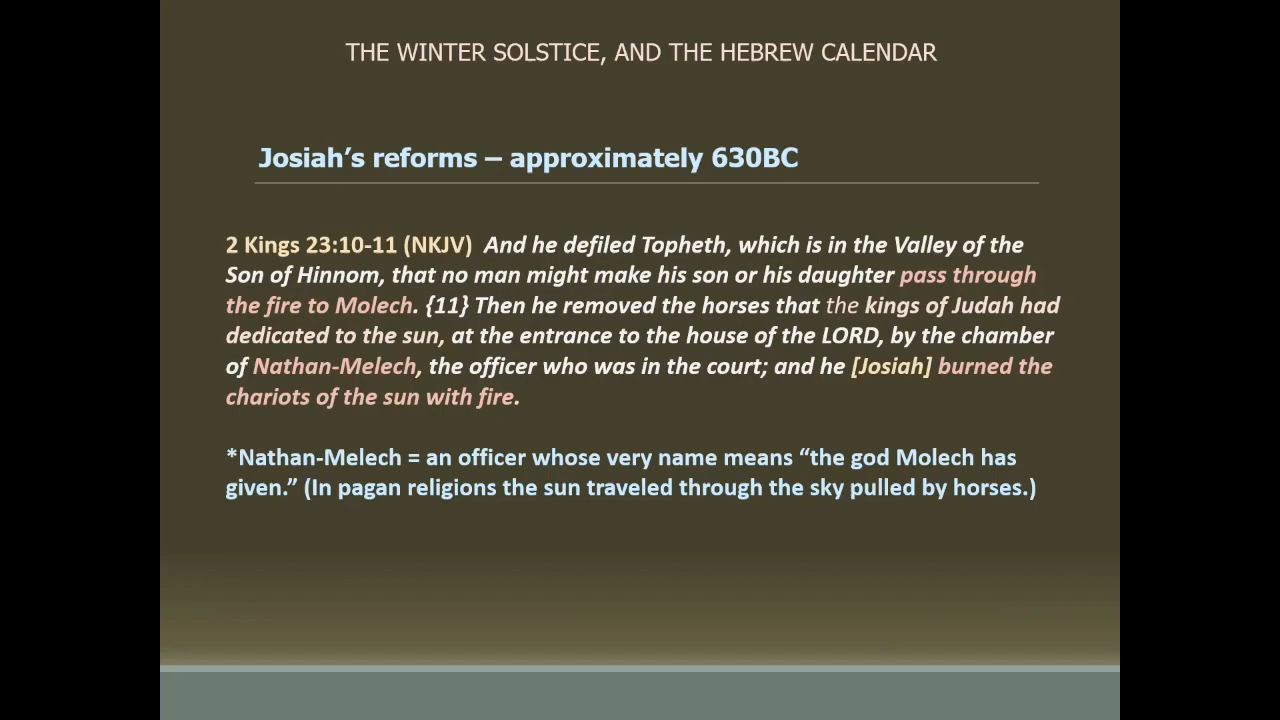 THE WINTER SOLSTICE, AND THE HEBREW CALENDAR
Josiah’s reforms – approximately 630BC
2 Kings 23:10-11 (NKJV) And he defiled Topheth, which is in the Valley of the
Son of Hinnom, that no man might make his son or his daughter pass through
the fire to Molech. {11} Then he removed the horses that the kings of Judah had
dedicated to the sun, at the entrance to the house of the LORD, by the chamber
of Nathan-Melech, the officer who was in the court; and he [Josiah] burned the
chariots of the sun with fire.
*Nathan-Melech = an officer whose very name means “the god Molech has
given.” (In pagan religions the sun traveled through the sky pulled by horses.)